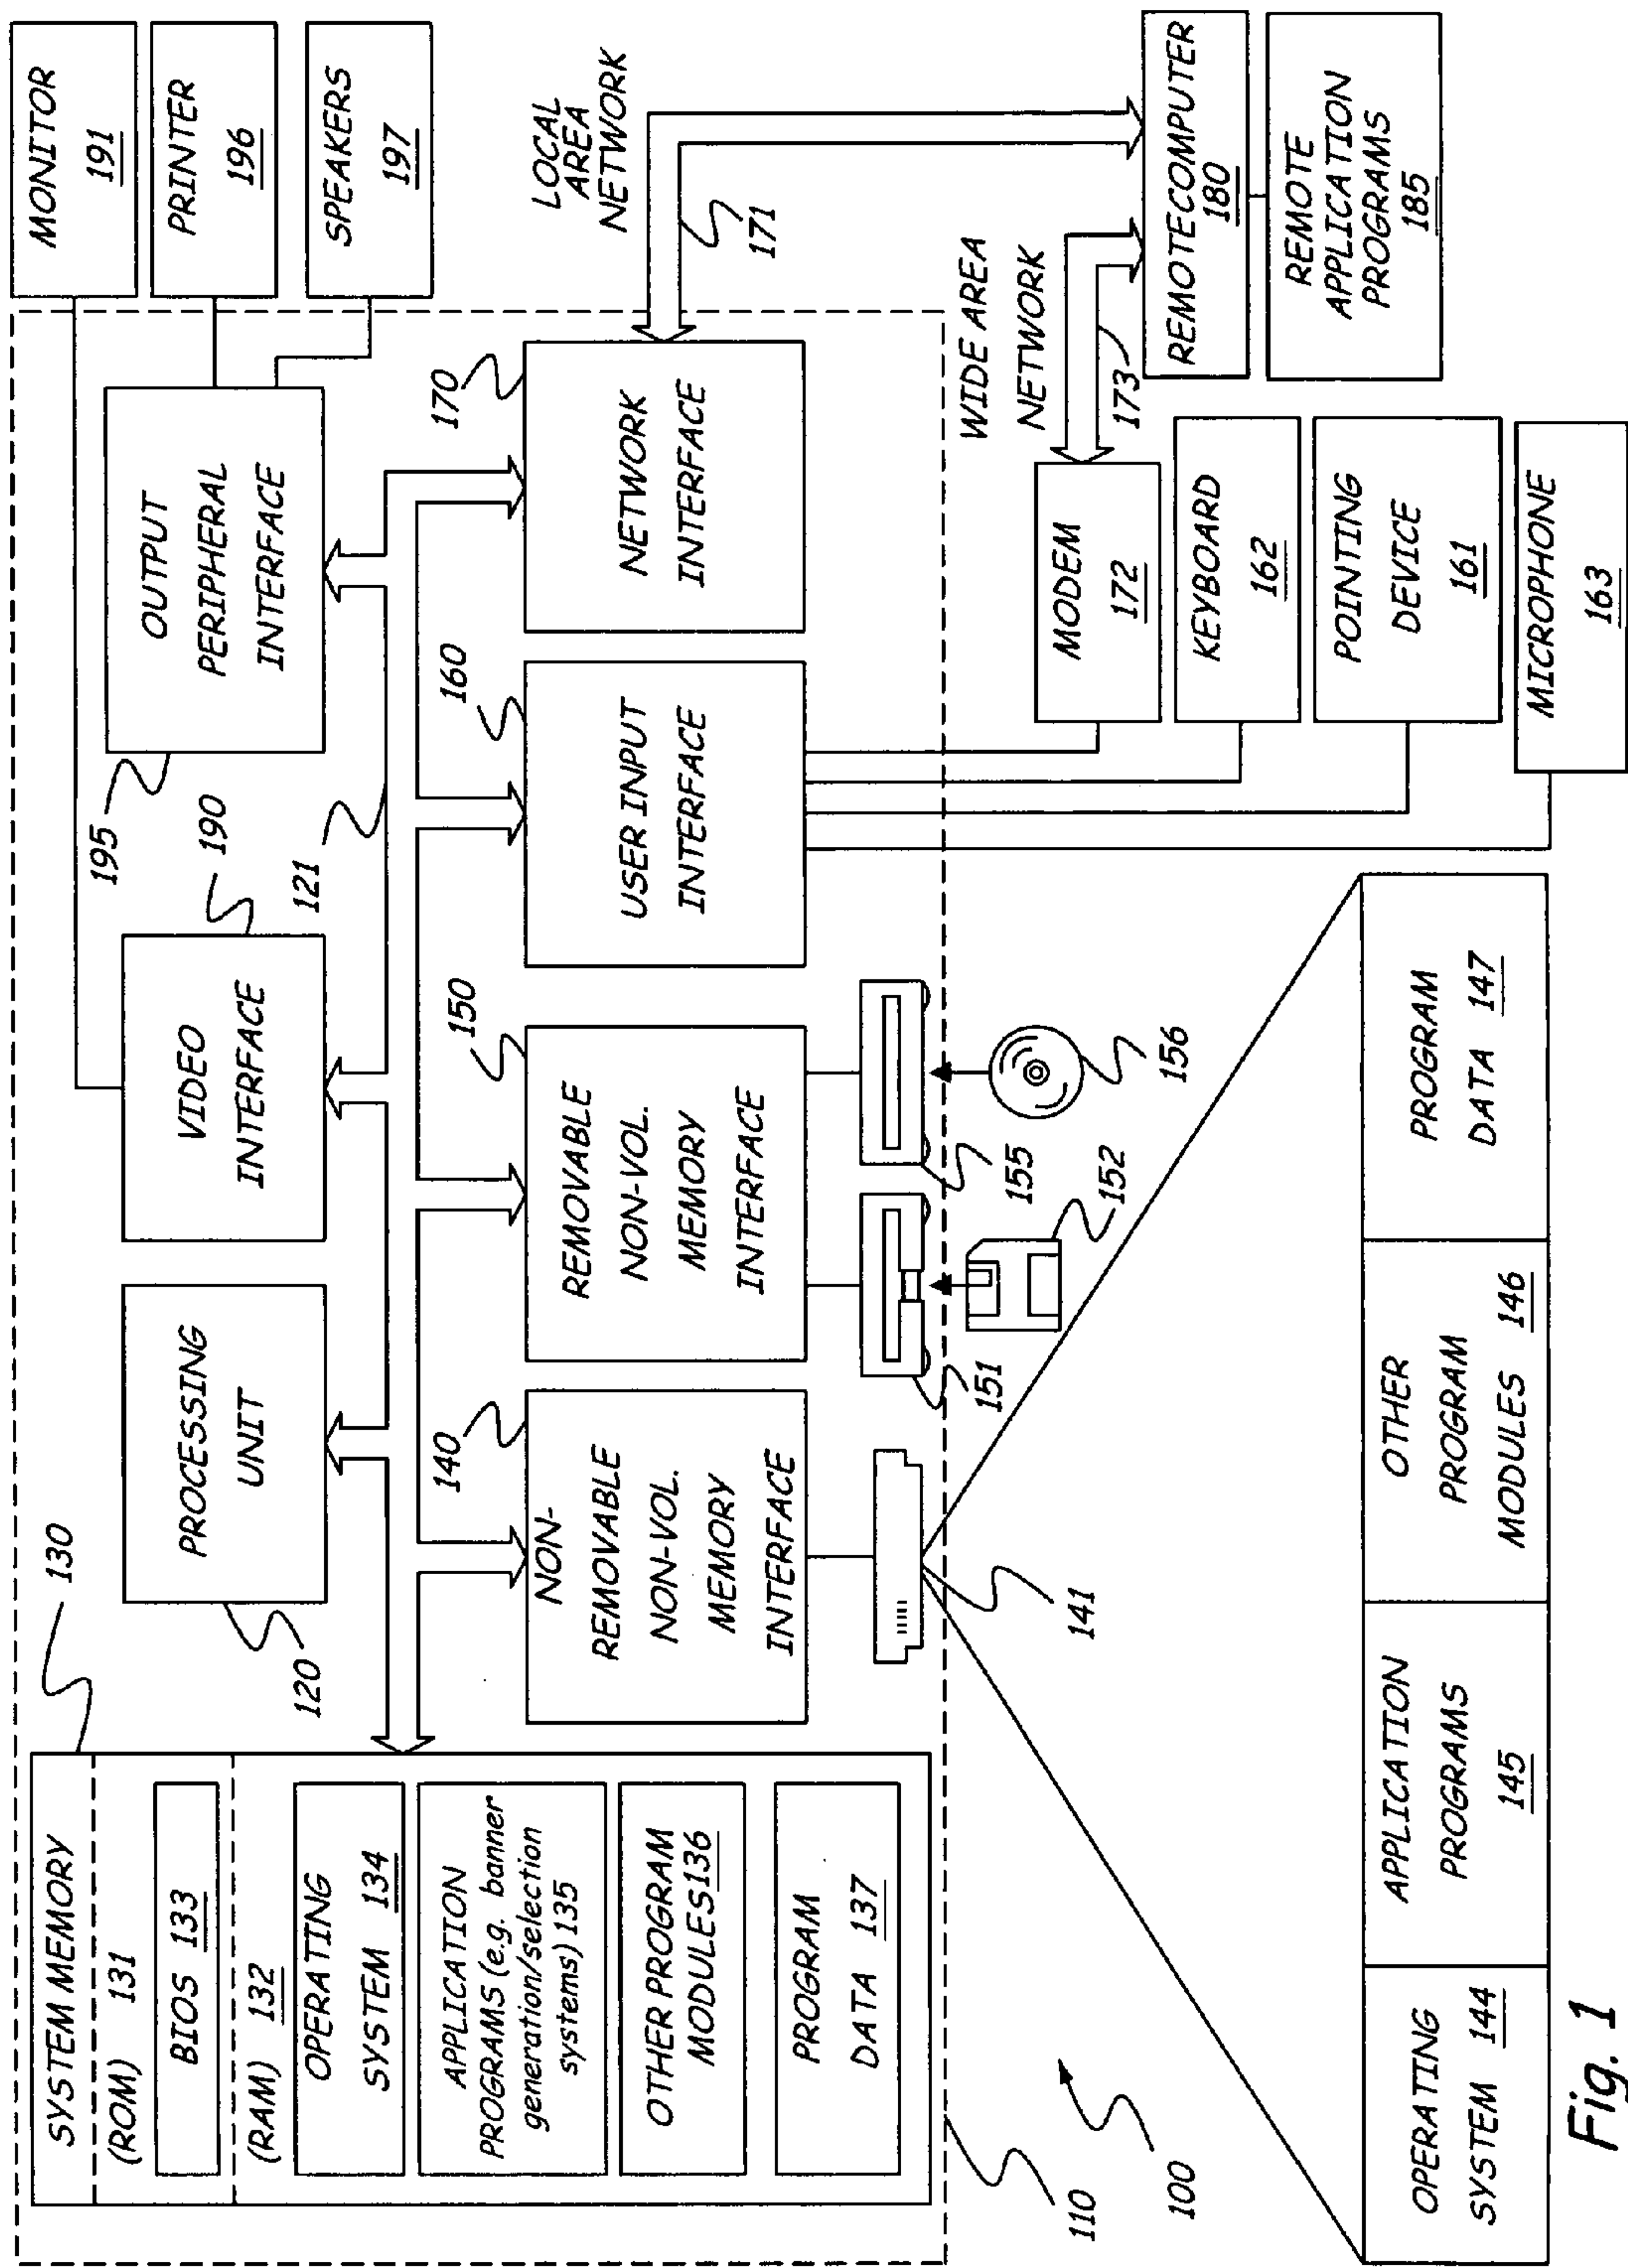 SYSTEM MEMORY
(ROM) 131
BIOS 133
(RAM) 132
OPERATING
SYSTEM 134
APPLICATION
PROGRAMS (e.g. banner
generation/selection
systems) 135
OTHER PROGRAM
MODULES 136
PROGRAM
DATA 137
130
PROCESSING
UNIT
120
VIDEO
INTERFACE
190
OUTPUT
PERIPHERAL
INTERFACE
195
121
MONITOR
191
PRINTER
196
SPEAKERS
197
NON-
REMOVABLE
NON-VOL.
MEMORY
INTERFACE
140
REMOVABLE
NON-VOL.
MEMORY
INTERFACE
150
USER INPUT
INTERFACE
160
NETWORK
INTERFACE
170
LOCAL
AREA
NETWORK
171
WIDE AREA
NETWORK
173
141
151
152
155
156
MODEM
172
KEYBOARD
162
POINTING
DEVICE 161
MICROPHONE
163
REMOTECOMPUTER
180
REMOTE
APPLICATION
PROGRAMS
185
110
100
OPERATING
SYSTEM 144
APPLICATION
PROGRAMS
145
OTHER
PROGRAM
MODULES 146
PROGRAM
DATA 147
Fig. 1